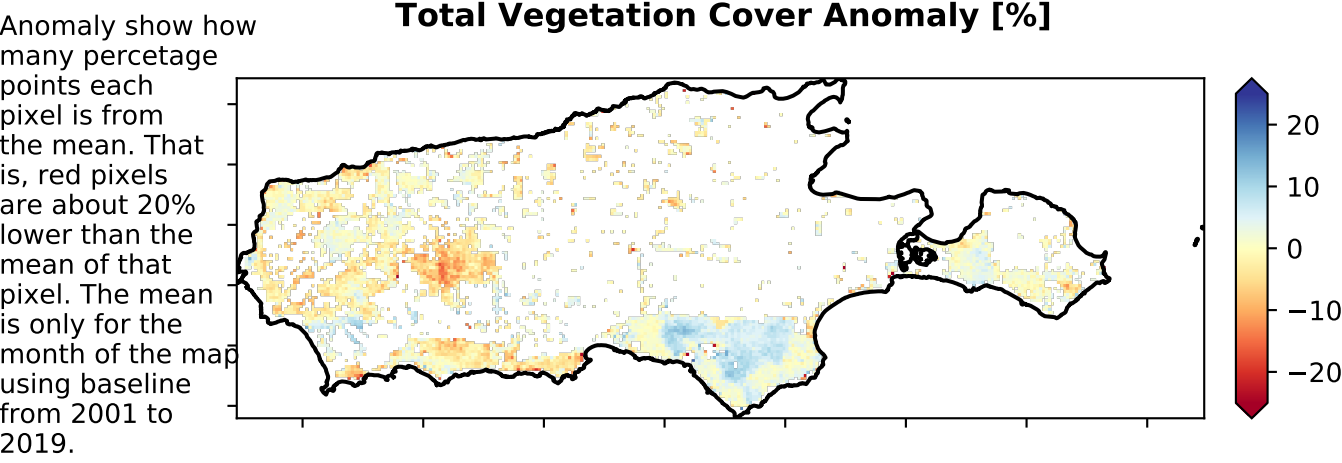 Total Vegetation Cover Anomaly [%]
Anomaly show how
many percetage
points each
pixel is from
the mean. That
is, red pixels
are about 20%
lower than the
mean of that
pixel. The mean
is only for the
month of the map
using baseline
from 2001 to
2019.
20
10
0
−10
−20